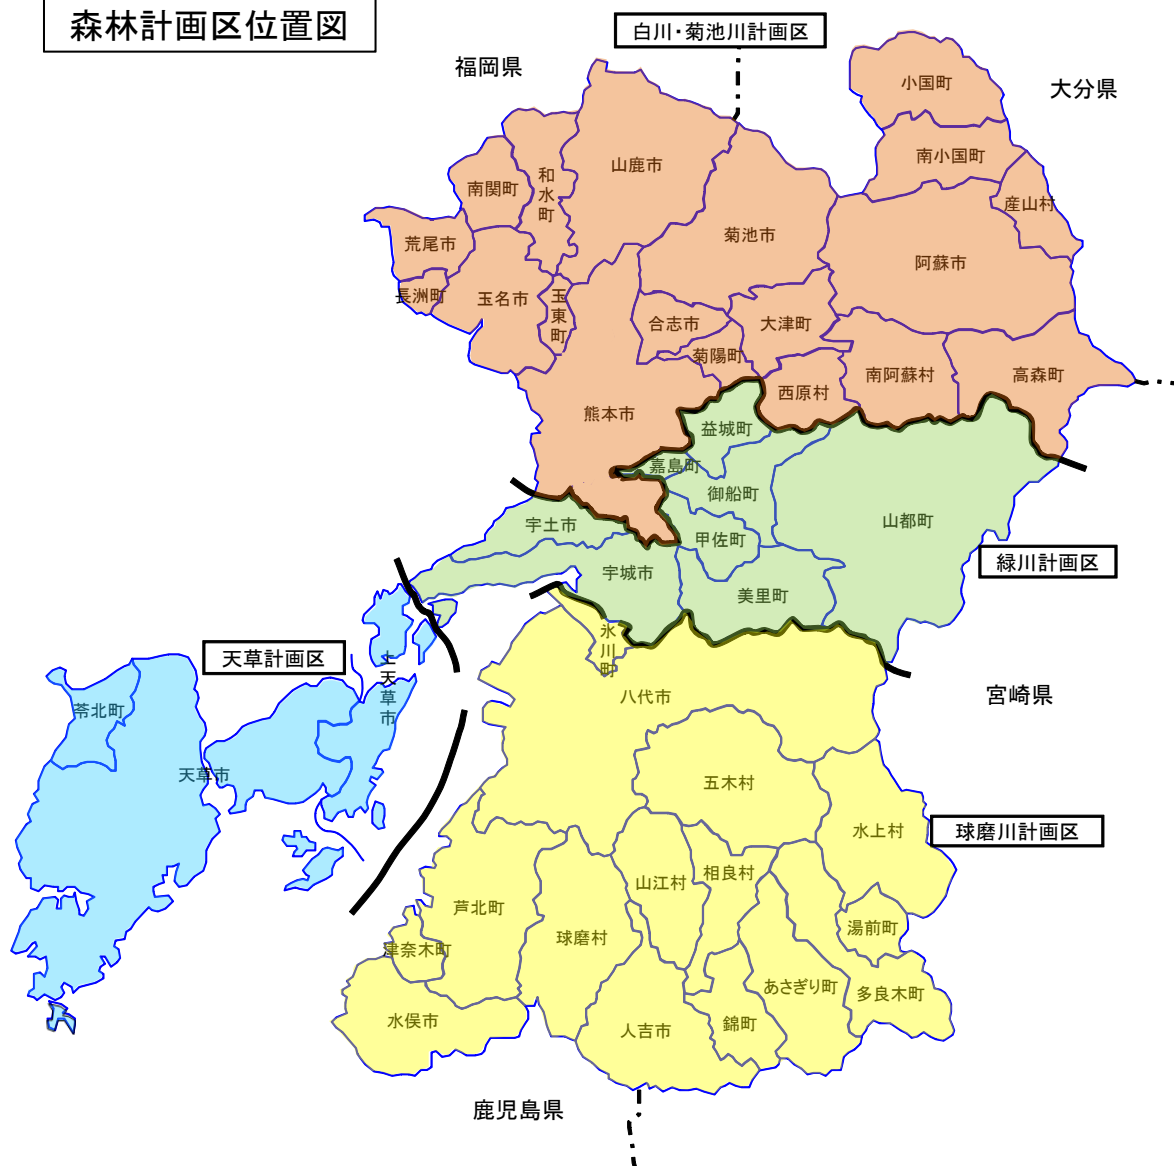 森林計画区位置図
白川・菊池川計画区
福岡県
大分県
小国町
南小国町
産山村
山鹿市
和水町
南関町
荒尾市
長洲町
玉名市
玉東町
菊池市
阿蘇市
合志市
大津町
菊陽町
西原村
南阿蘇村
高森町
熊本市
益城町
嘉島町
御船町
甲佐町
山都町
宇土市
宇城市
美里町
緑川計画区
氷川町
天草計画区
上天草市
苓北町
天草市
八代市
宮崎県
五木村
水上村
球磨川計画区
山江村
相良村
芦北町
湯前町
球磨村
津奈木町
あさぎり町
多良木町
水俣市
人吉市
錦町
鹿児島県